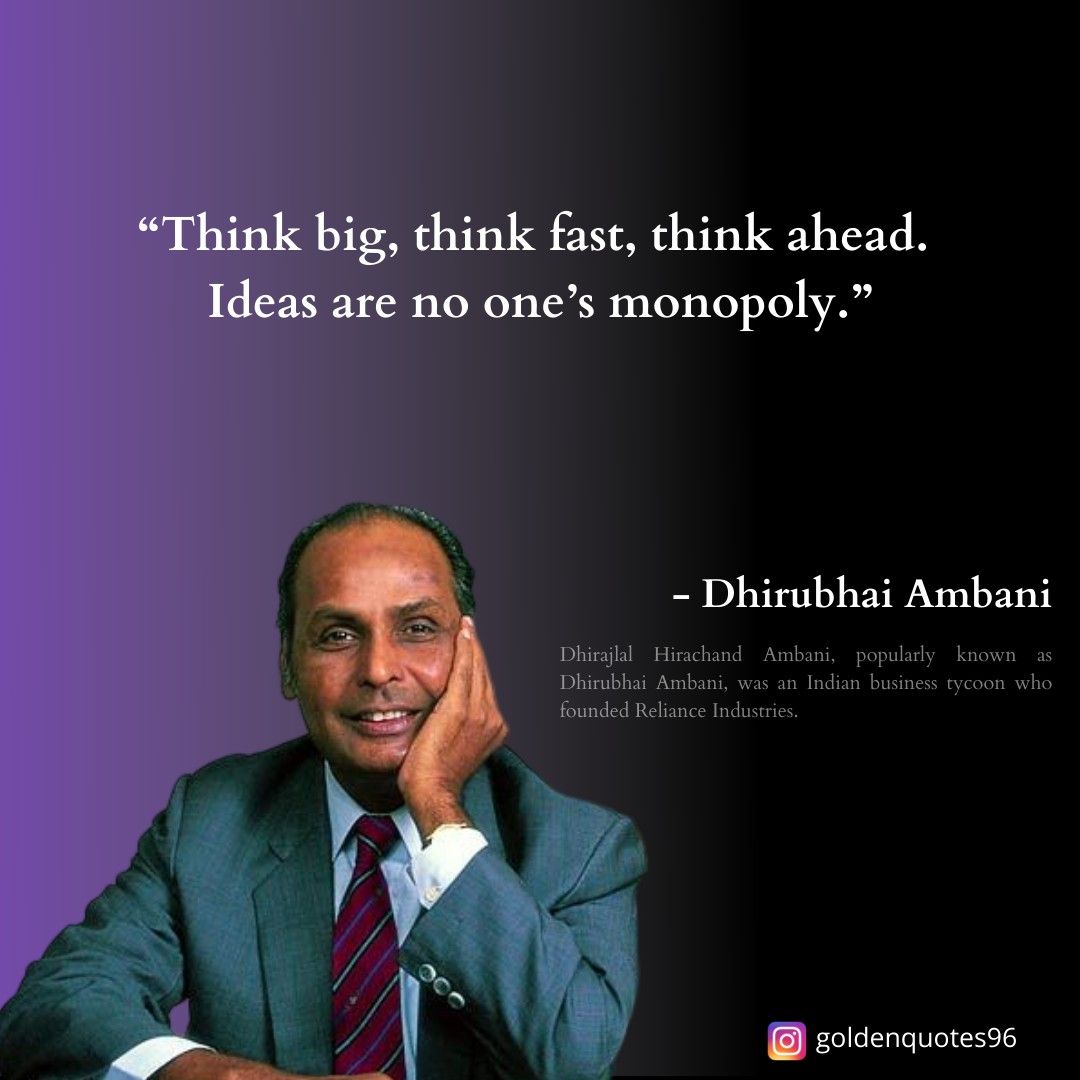 “Think big, think fast, think ahead.
Ideas are no one’s monopoly.”
- Dhirubhai Ambani
Dhirajlal Hirachand Ambani, popularly known as
Dhirubhai Ambani, was an Indian business tycoon who
founded Reliance Industries.
goldenquotes96